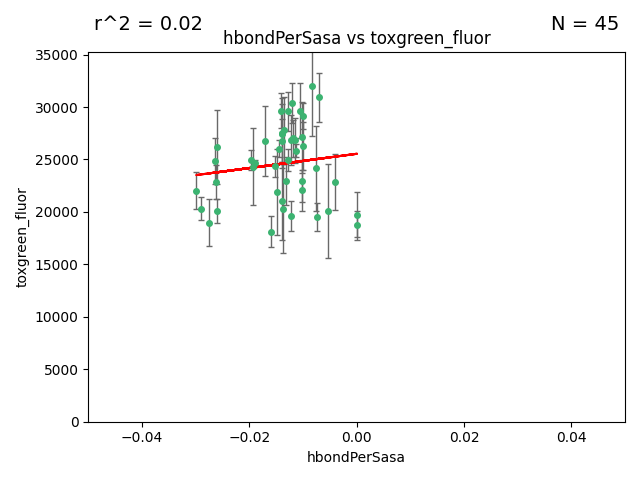 r^2 = 0.02
N = 45
hbondPerSasa vs toxgreen_fluor
35000
30000
25000
20000
15000
10000
5000
0
toxgreen_fluor
−0.04
−0.02
0.00
0.02
0.04
hbondPerSasa